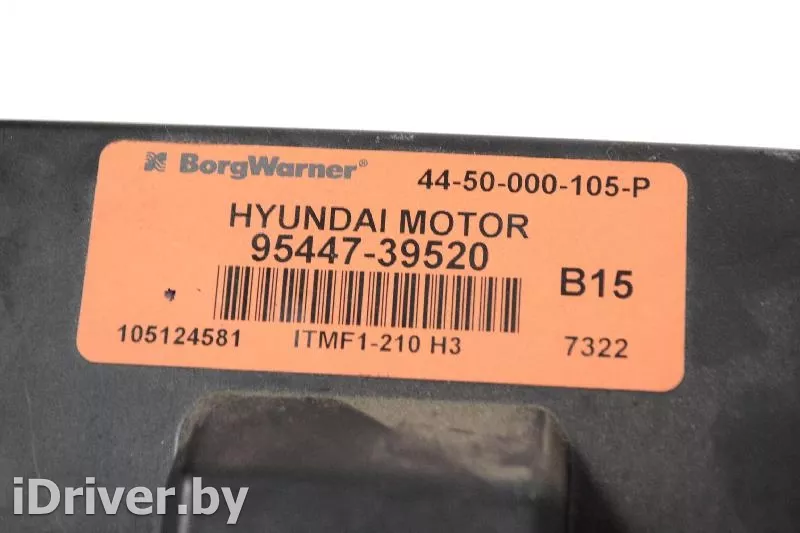 BorgWarner®
44-50-000-105-P
HYUNDAI MOTOR
95447-39520
B15
105124581
ITMF1-210 H3
7322
iDriver.by